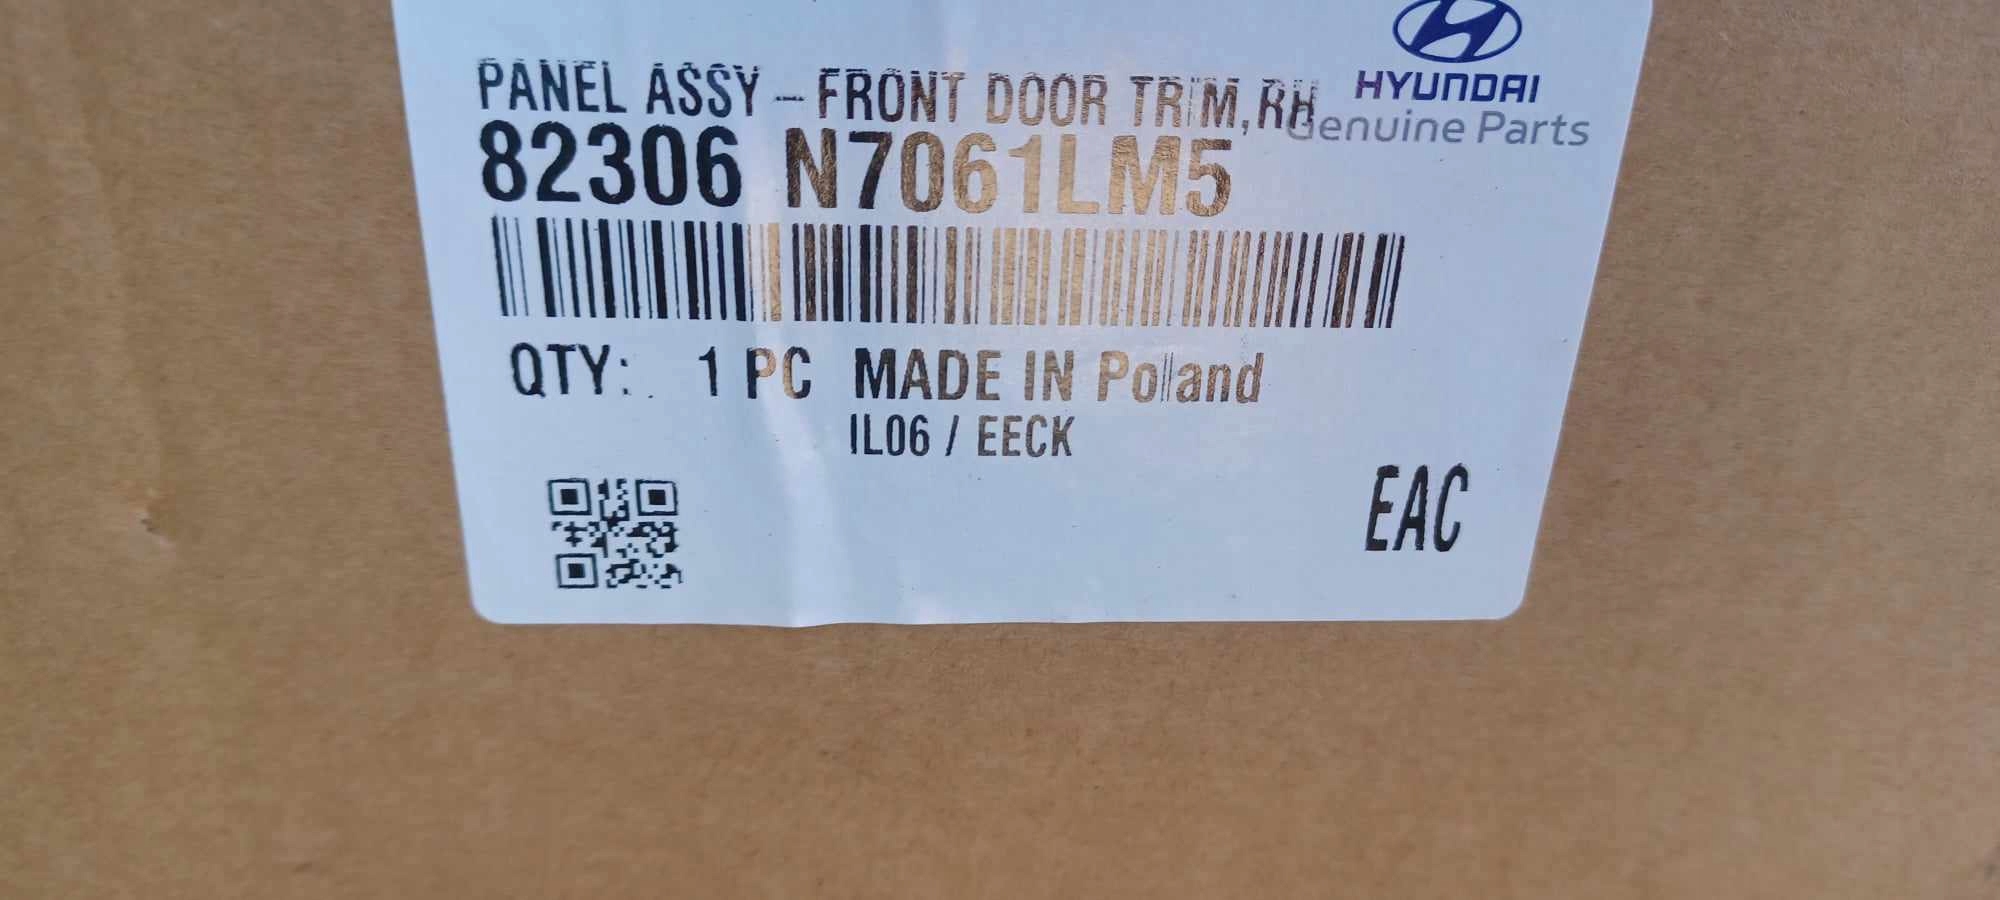 HYUNDAI
Genuine Parts
PANEL ASSY - FRONT DOOR TRIM, RH
82306 N7061LM5
QTY: 1 PC MADE IN Poland
IL06 / EECK
EAC